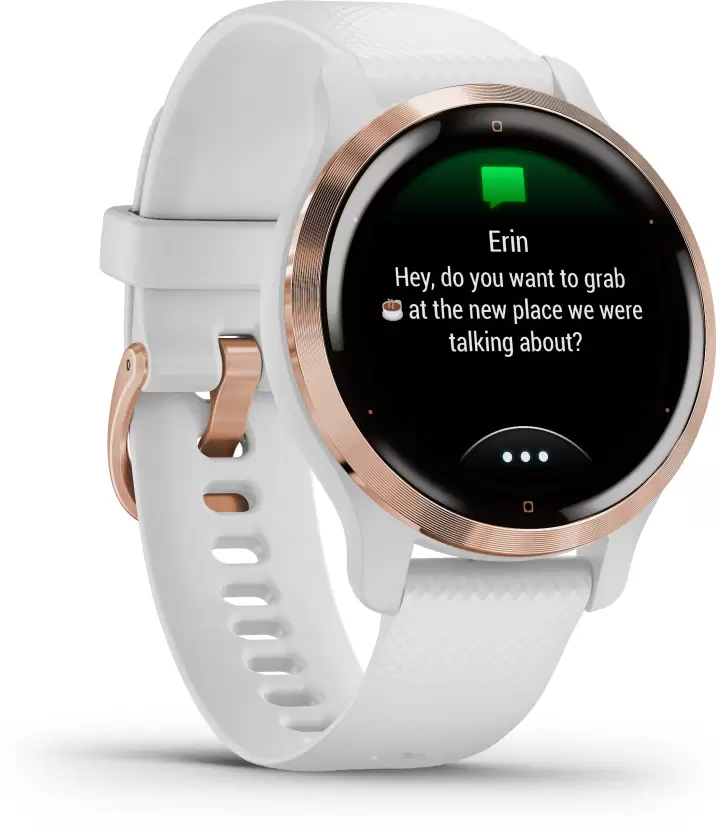 Erin
Hey, do you want to grab
☕ at the new place we were
talking about?